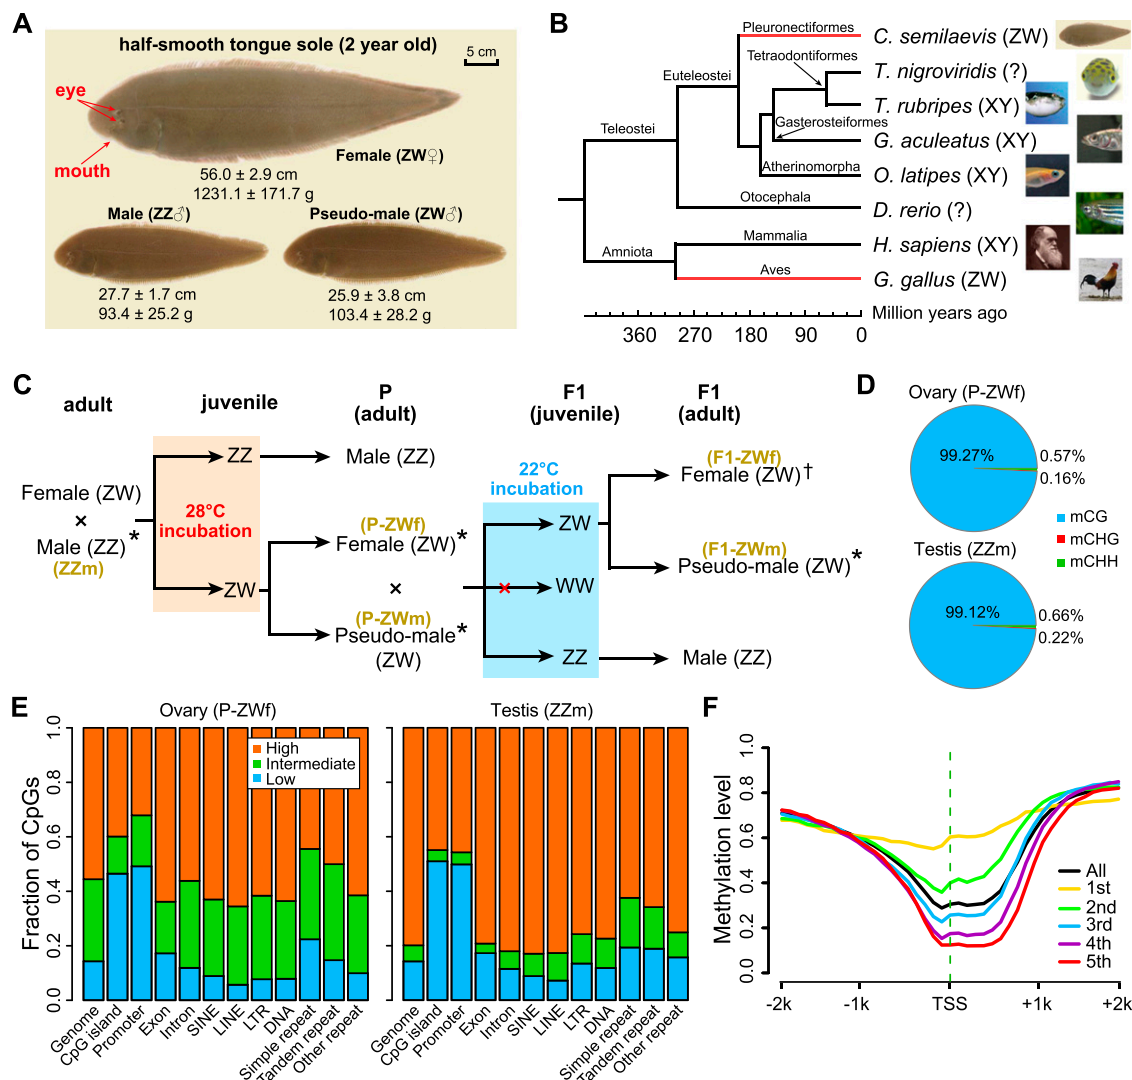 A
half-smooth tongue sole (2 year old)
5 cm
eye
mouth
Female (ZW♀)
56.0 ± 2.9 cm
1231.1 ± 171.7 g
Male (ZZ♂)
Pseudo-male (ZW♂)
27.7 ± 1.7 cm
93.4 ± 25.2 g
25.9 ± 3.8 cm
103.4 ± 28.2 g
B
Pleuronectiformes
Tetraodontiformes
Euteleostei
Gasterosteiformes
Teleostei
Atherinomorpha
Otocephala
Mammalia
Amniota
Aves
C. semilaevis (ZW)
T. nigroviridis (?)
T. rubripes (XY)
G. aculeatus (XY)
O. latipes (XY)
D. rerio (?)
H. sapiens (XY)
G. gallus (ZW)
Million years ago
360 270 180 90 0
C
adult
juvenile
P
(adult)
F1
(juvenile)
F1
(adult)
Female (ZW)
×
Male (ZZ)*
(ZZm)
28°C
incubation
ZZ
ZW
Male (ZZ)
(P-ZWf)
Female (ZW)*
×
(P-ZWm)
Pseudo-male*
(ZW)
22°C
incubation
ZW
WW
ZZ
(F1-ZWf)
Female (ZW)†
(F1-ZWm)
Pseudo-male (ZW)*
Male (ZZ)
D
Ovary (P-ZWf)
99.27%
0.57%
0.16%
mCG
mCHG
mCHH
Testis (ZZm)
99.12%
0.66%
0.22%
E
Ovary (P-ZWf)
Testis (ZZm)
Fraction of CpGs
1.0
0.8
0.6
0.4
0.2
0.0
High
Intermediate
Low
Genome
CpG island
Promoter
Exon
Intron
SINE
LINE
LTR
DNA
Simple repeat
Tandem repeat
Other repeat
Genome
CpG island
Promoter
Exon
Intron
SINE
LINE
LTR
DNA
Simple repeat
Tandem repeat
Other repeat
F
Methylation level
1.0
0.8
0.6
0.4
0.2
0.0
All
1st
2nd
3rd
4th
5th
-2k -1k TSS +1k +2k